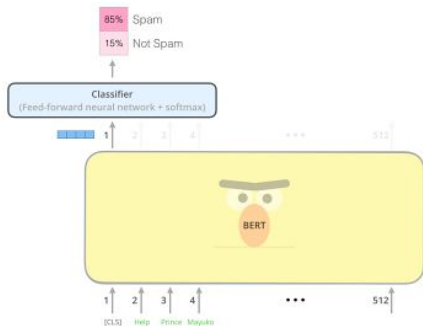 85% Spam
15% Not Spam
Classifier
(Feed-forward neural network + softmax)
1 2 3 4 ••• 512
BERT
1 2 3 4 ••• 512
[CLS] Help Prince Mayuko